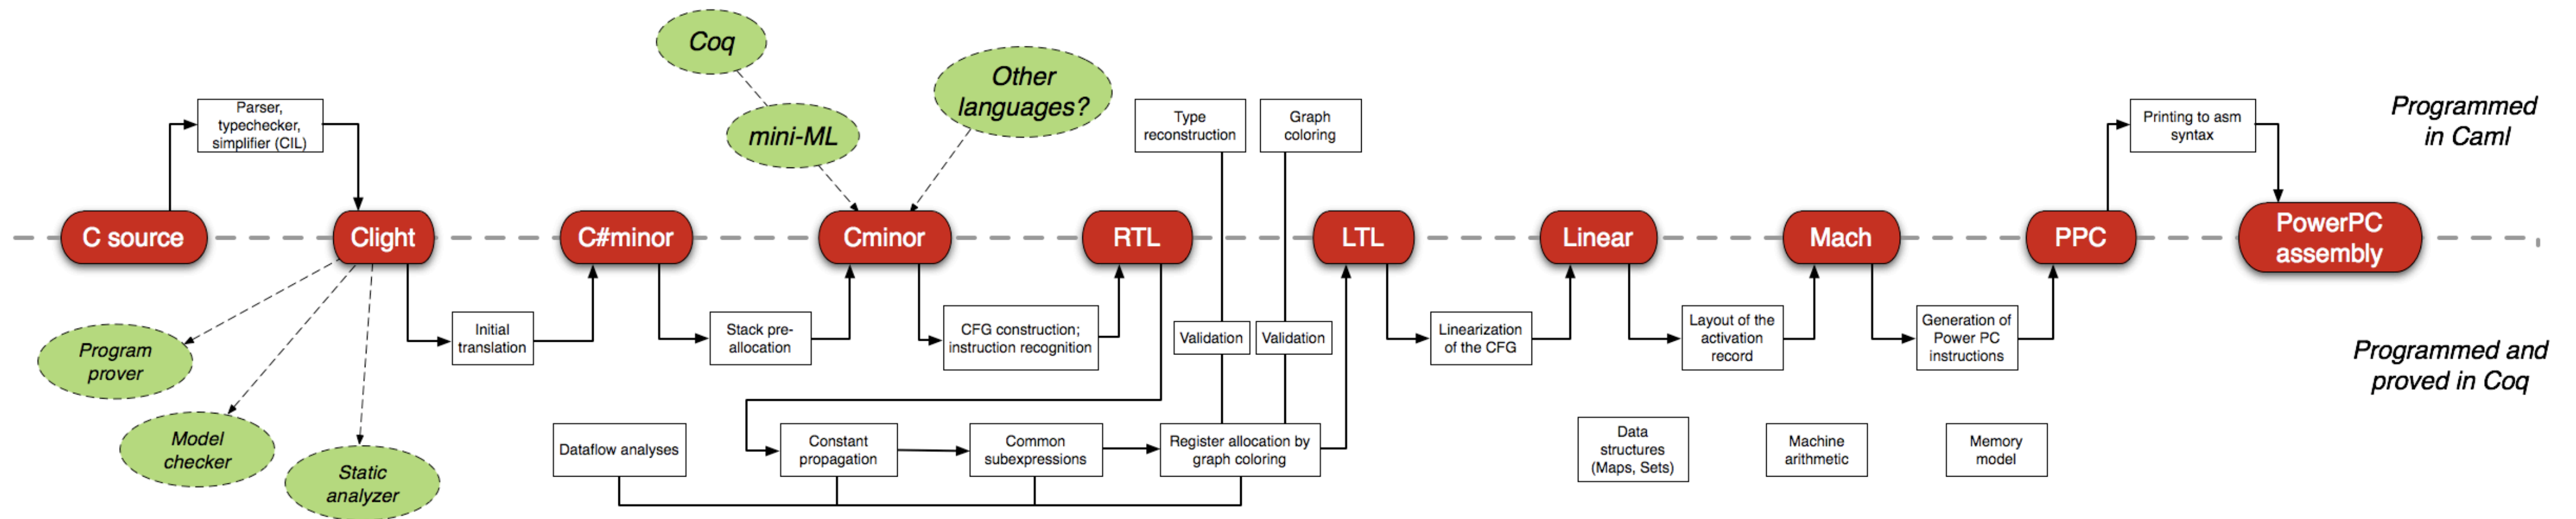 Coq
Other
languages?
mini-ML
Parser,
typechecker,
simplifier (CIL)
Type
reconstruction
Graph
coloring
Printing to asm
syntax
Programmed
in Caml
C source
Clight
C#minor
Cminor
RTL
LTL
Linear
Mach
PPC
PowerPC
assembly
Program
prover
Model
checker
Static
analyzer
Initial
translation
Stack pre-
allocation
CFG construction;
instruction recognition
Validation
Validation
Linearization
of the CFG
Layout of the
activation
record
Generation of
Power PC
instructions
Programmed and
proved in Coq
Dataflow analyses
Constant
propagation
Common
subexpressions
Register allocation by
graph coloring
Data
structures
(Maps, Sets)
Machine
arithmetic
Memory
model